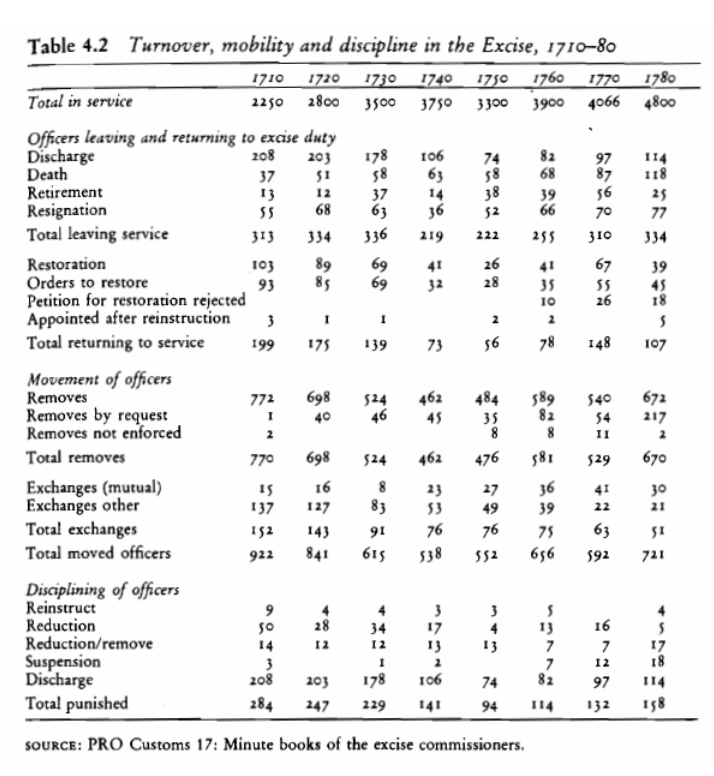 Table 4.2 Turnover, mobility and discipline in the Excise, 1710–80
1710 1720 1730 1740 1750 1760 1770 1780
Total in service 2250 2800 3500 3750 3300 3900 4066 4800
Officers leaving and returning to excise duty
Discharge 208 203 178 106 74 82 97 114
Death 37 51 58 63 58 68 87 118
Retirement 13 12 37 14 38 39 56 25
Resignation 55 68 63 36 52 66 70 77
Total leaving service 313 334 336 219 222 255 310 334
Restoration 103 89 69 41 26 41 67 39
Orders to restore 93 85 69 32 28 35 55 45
Petition for restoration rejected 10 26 18
Appointed after reinstruction 3 1 1 2 2 5
Total returning to service 199 175 139 73 56 78 148 107
Movement of officers
Removes 772 698 524 462 484 589 540 672
Removes by request 1 40 46 45 35 82 54 217
Removes not enforced 2 8 8 11 2
Total removes 770 698 524 462 476 581 529 670
Exchanges (mutual) 15 16 8 23 27 36 41 30
Exchanges other 137 127 83 53 49 39 22 21
Total exchanges 152 143 91 76 76 75 63 51
Total moved officers 922 841 615 538 552 656 592 721
Disciplining of officers
Reinstruct 9 4 4 3 3 5 4
Reduction 50 28 34 17 4 13 16 5
Reduction/remove 14 12 12 13 13 7 7 17
Suspension 3 1 2 7 12 18
Discharge 208 203 178 106 74 82 97 114
Total punished 284 247 229 141 94 114 132 158
SOURCE: PRO Customs 17: Minute books of the excise commissioners.